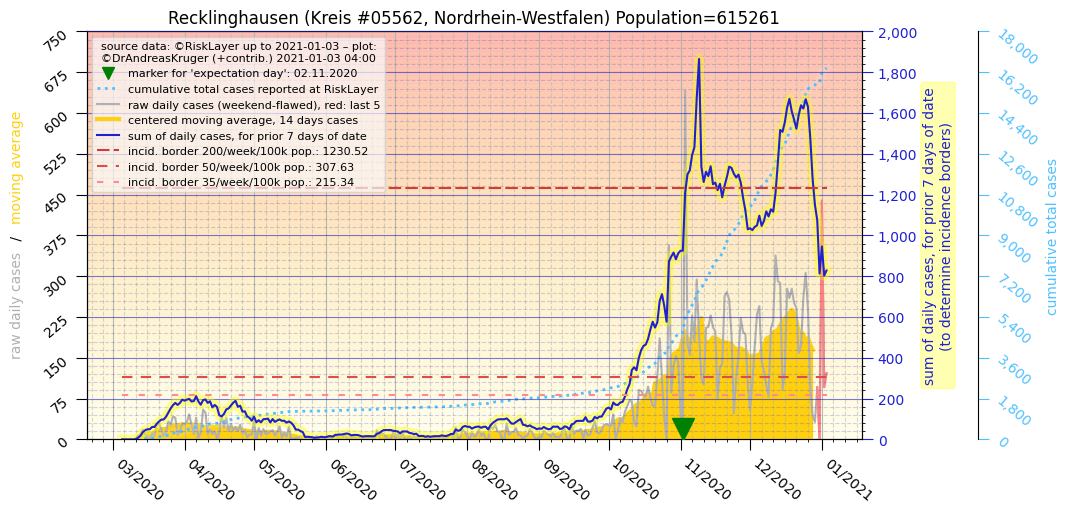 Recklinghausen (Kreis #05562, Nordrhein-Westfalen) Population=615261
source data: ©RiskLayer up to 2021-01-03 – plot:
©DrAndreasKruger (+contrib.) 2021-01-03 04:00
marker for 'expectation day': 02.11.2020
cumulative total cases reported at RiskLayer
raw daily cases (weekend-flawed), red: last 5
centered moving average, 14 days cases
sum of daily cases, for prior 7 days of date
incid. border 200/week/100k pop.: 1230.52
incid. border 50/week/100k pop.: 307.63
incid. border 35/week/100k pop.: 215.34
raw daily cases / moving average
750
675
600
525
450
375
300
225
150
75
0
03/2020
04/2020
05/2020
06/2020
07/2020
08/2020
09/2020
10/2020
11/2020
12/2020
01/2021
2,000
1,800
1,600
1,400
1,200
1,000
800
600
400
200
0
sum of daily cases, for prior 7 days of date
(to determine incidence borders)
18,000
16,200
14,400
12,600
10,800
9,000
7,200
5,400
3,600
1,800
0
cumulative total cases